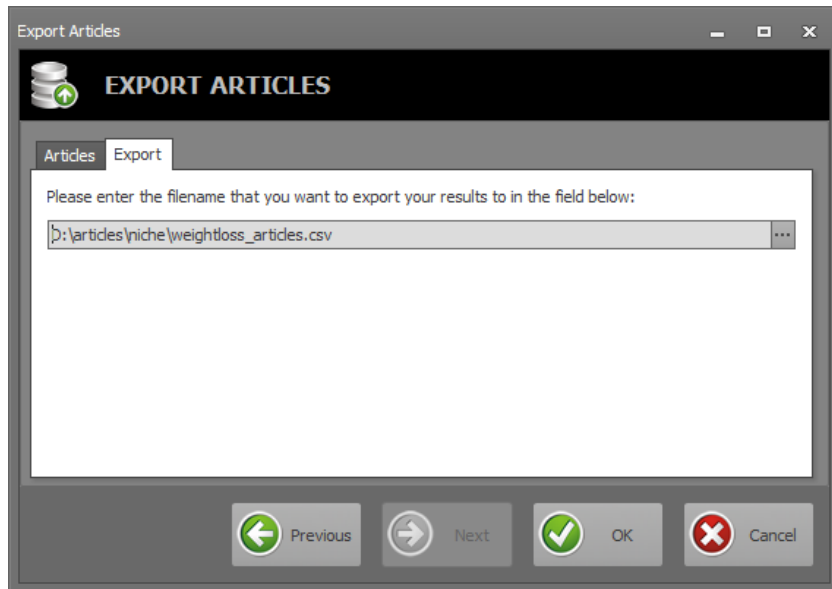 Export Articles
EXPORT ARTICLES
Articles Export
Please enter the filename that you want to export your results to in the field below:
D:\articles\niche\weightloss_articles.csv
Previous Next OK Cancel